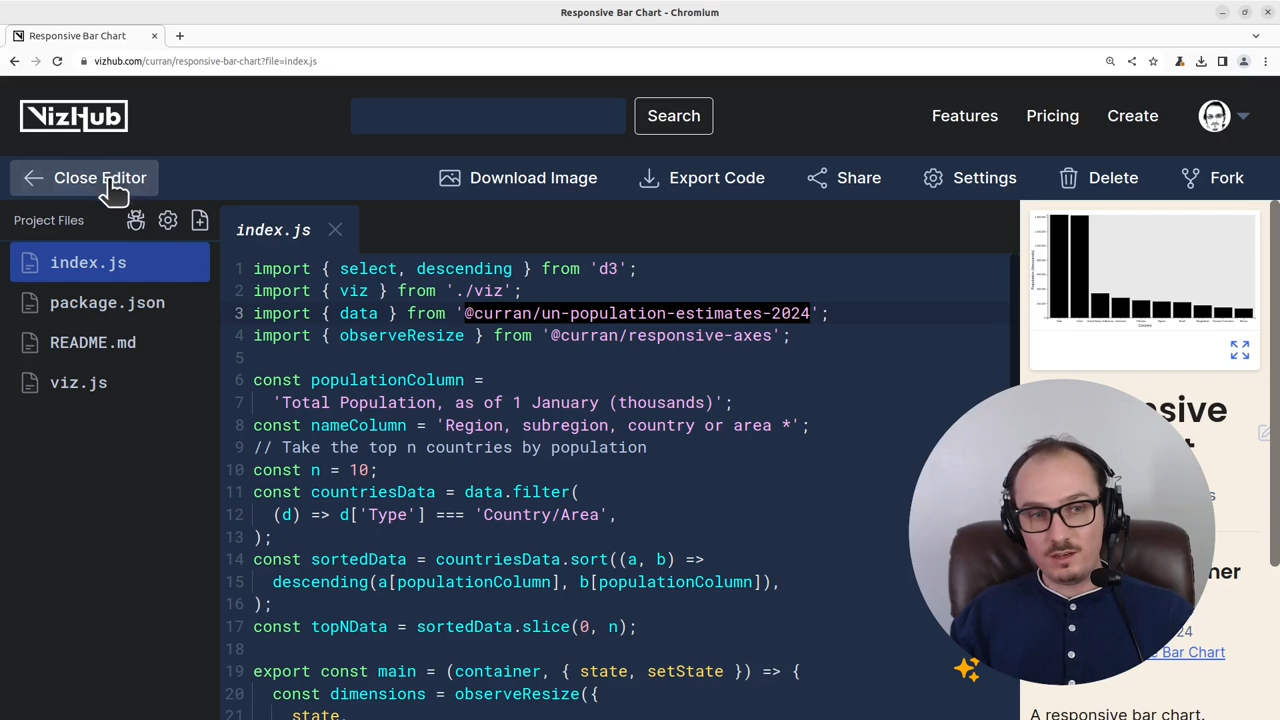 Responsive Bar Chart - Chromium
Responsive Bar Chart
vizhub.com/curran/responsive-bar-chart?file=index.js
VizHub
Search
Features
Pricing
Create
Close Editor
Download Image
Export Code
Share
Settings
Delete
Fork
Project Files
index.js
package.json
README.md
viz.js
index.js
1 import { select, descending } from 'd3';
2 import { viz } from './viz';
3 import { data } from '@curran/un-population-estimates-2024';
4 import { observeResize } from '@curran/responsive-axes';
5
6 const populationColumn =
7 'Total Population, as of 1 January (thousands)';
8 const nameColumn = 'Region, subregion, country or area *';
9 // Take the top n countries by population
10 const n = 10;
11 const countriesData = data.filter(
12 (d) => d['Type'] === 'Country/Area',
13 );
14 const sortedData = countriesData.sort((a, b) =>
15 descending(a[populationColumn], b[populationColumn]),
16 );
17 const topNData = sortedData.slice(0, n);
18
19 export const main = (container, { state, setState }) => {
20 const dimensions = observeResize({
21 state,
Country
sive
t
s
ner
24
e Bar Chart
A responsive bar chart.